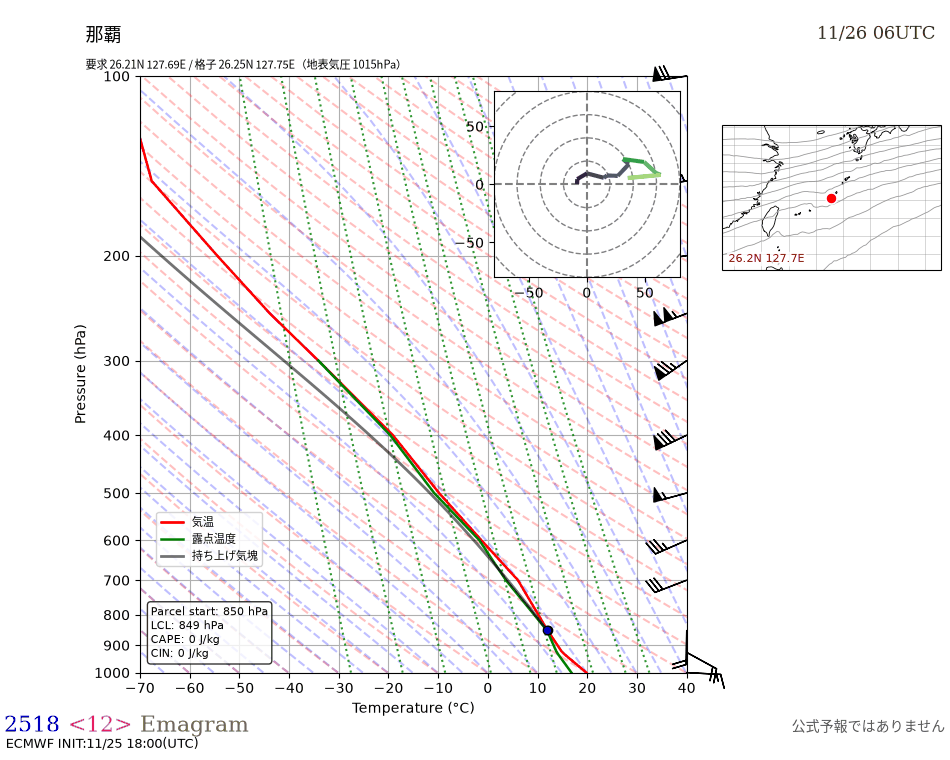 那覇
11/26 06UTC
要求 26.21N 127.69E / 格子 26.25N 127.75E（地表気圧 1015hPa）
100
200
300
400
500
600
700
800
900
1000
Pressure (hPa)
−70 −60 −50 −40 −30 −20 −10 0 10 20 30 40
Temperature (°C)
50
0
−50
−50 0 50
26.2N 127.7E
気温
露点温度
持ち上げ気塊
Parcel start: 850 hPa
LCL: 849 hPa
CAPE: 0 J/kg
CIN: 0 J/kg
2518 <12> Emagram
公式予報ではありません
ECMWF INIT:11/25 18:00(UTC)